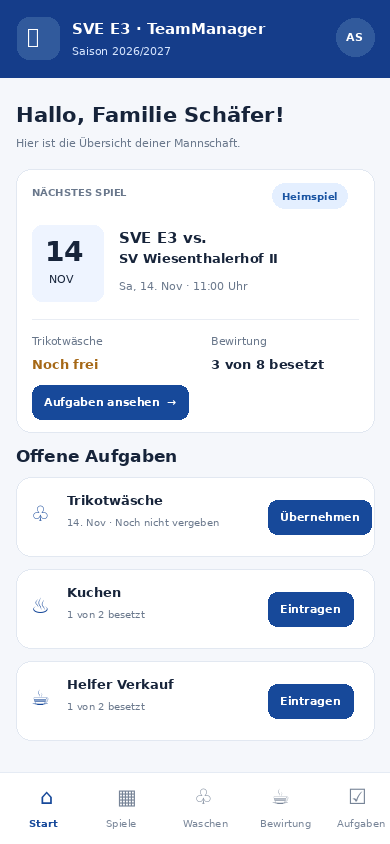 SVE E3 · TeamManager
Saison 2026/2027
AS
Hallo, Familie Schäfer!
Hier ist die Übersicht deiner Mannschaft.
NÄCHSTES SPIEL
Heimspiel
14
NOV
SVE E3 vs.
SV Wiesenthalerhof II
Sa, 14. Nov · 11:00 Uhr
Trikotwäsche
Bewirtung
Noch frei
3 von 8 besetzt
Aufgaben ansehen →
Offene Aufgaben
Trikotwäsche
14. Nov · Noch nicht vergeben
Übernehmen
Kuchen
1 von 2 besetzt
Eintragen
Helfer Verkauf
1 von 2 besetzt
Eintragen
Start
Spiele
Waschen
Bewirtung
Aufgaben